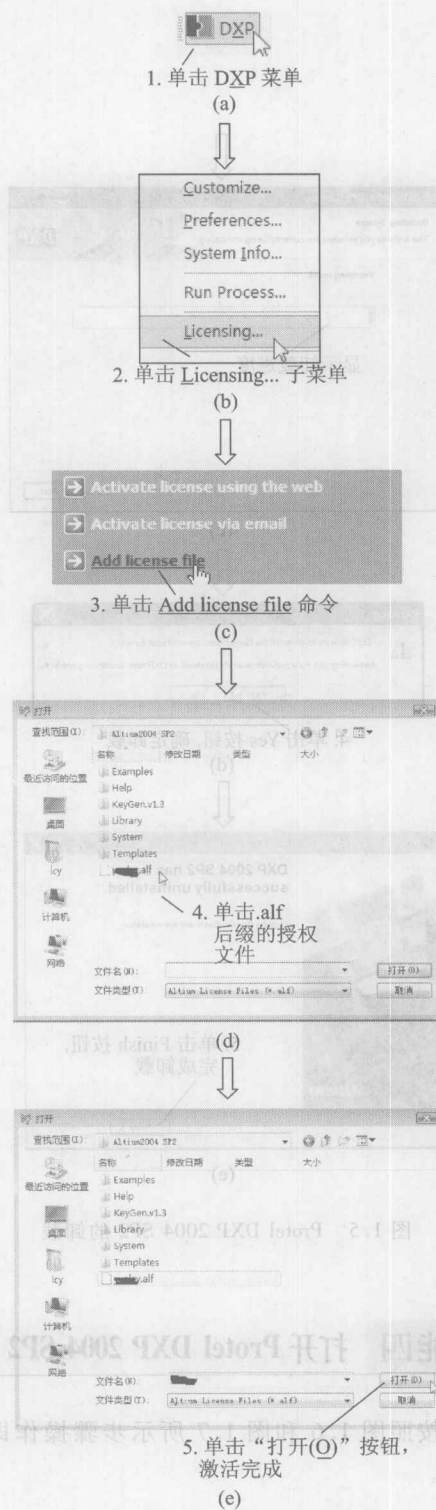 DXP
1. 单击 DXP 菜单
(a)
Customize...
Preferences...
System Info...
Run Process...
Licensing...
2. 单击 Licensing... 子菜单
(b)
Activate license using the web
Activate license via email
Add license file
3. 单击 Add license file 命令
(c)
打开
查找范围(I): Altium2004 SP2
名称 修改日期 类型 大小
最近访问的位置
桌面
lcy
计算机
网络
Examples
Help
KeyGen.v1.3
Library
System
Templates
.alf
4. 单击.alf
后缀的授权
文件
文件名(N): 打开(O)
文件类型(T): Altium License Files (*.alf) 取消
(d)
打开
查找范围(I): Altium2004 SP2
名称 修改日期 类型 大小
最近访问的位置
桌面
lcy
计算机
网络
Examples
Help
KeyGen.v1.3
Library
System
Templates
.alf
文件名(N): 打开(O)
文件类型(T): Altium License Files (*.alf) 取消
5. 单击“打开(O)”按钮,
激活完成
(e)